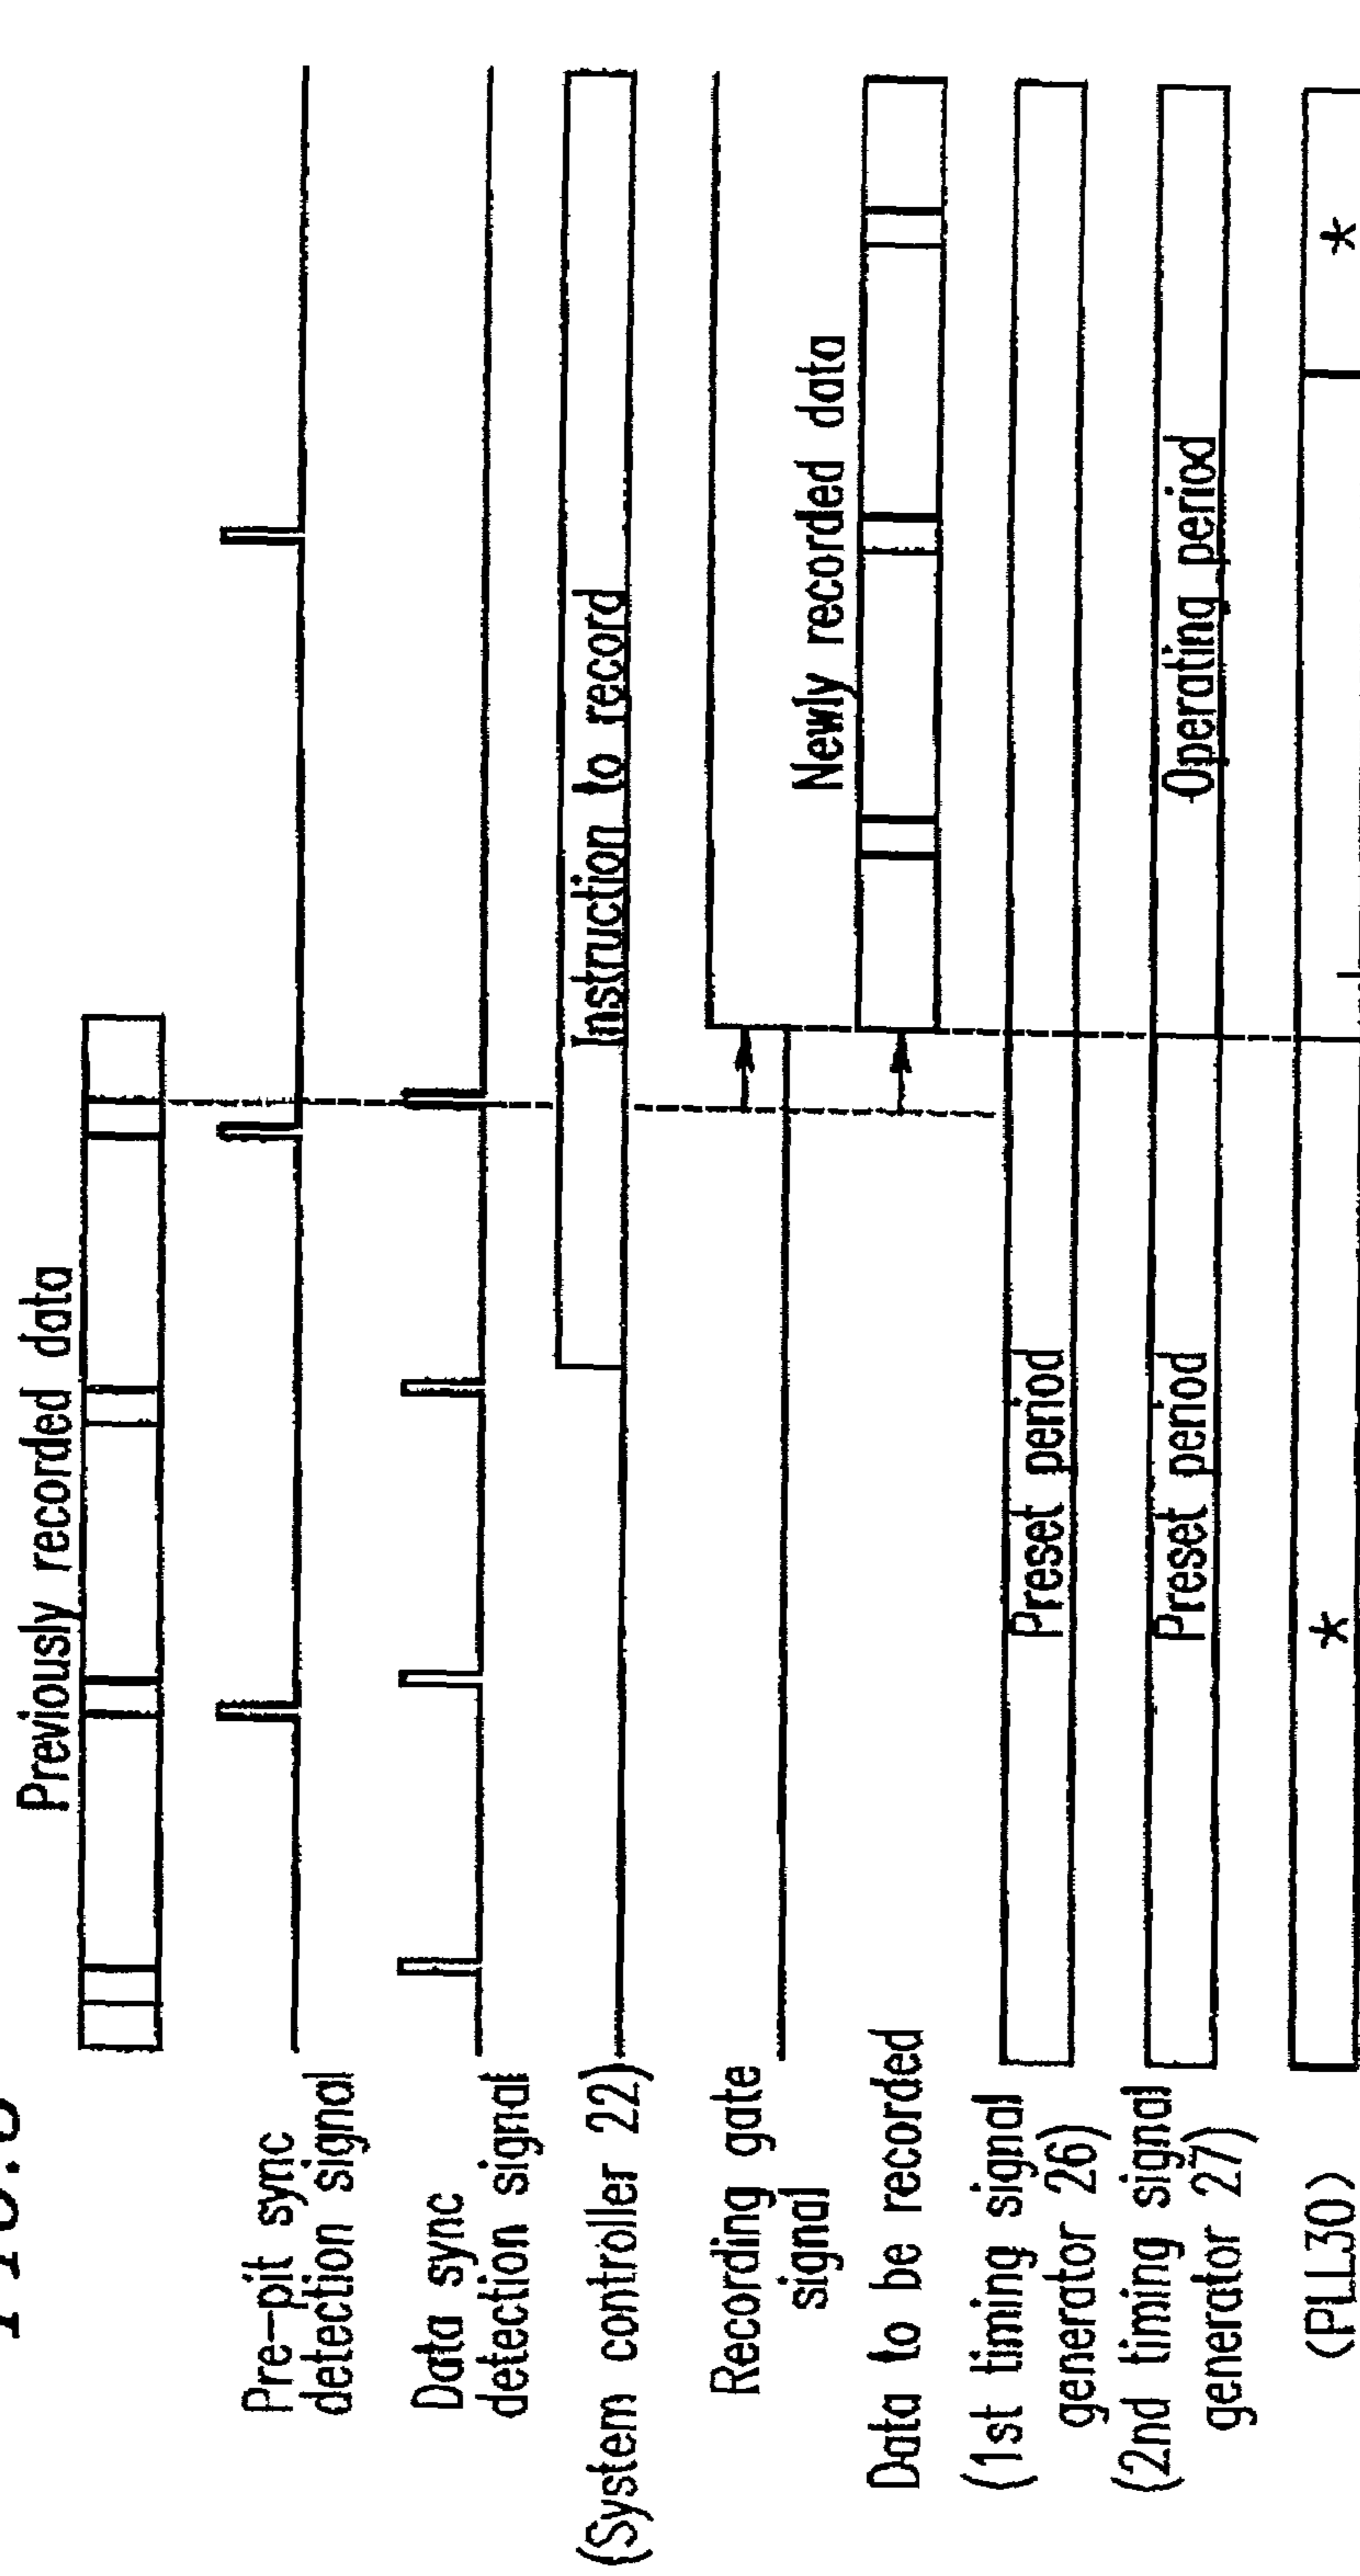 Previously recorded data
Pre-pit sync
detection signal
Data sync
detection signal
(System controller 22)
Instruction to record
Recording gate
signal
Newly recorded data
Data to be recorded
(1st timing signal
generator 26)
Preset period
(2nd timing signal
generator 27)
Preset period
Operating period
(PLL30)
*
*